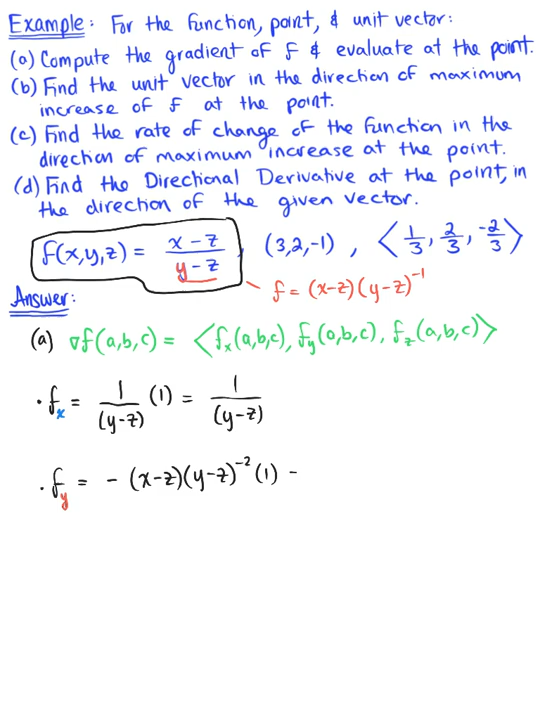 Example: For the function, point, & unit vector:
(a) Compute the gradient of f & evaluate at the point.
(b) Find the unit vector in the direction of maximum
increase of f at the point.
(c) Find the rate of change of the function in the
direction of maximum increase at the point.
(d) Find the Directional Derivative at the point, in
the direction of the given vector.
f(x,y,z) = (x-z)/(y-z), (3,2,-1), ⟨1/3, 2/3, -2/3⟩
f = (x-z)(y-z)^-1
Answer:
(a) ∇f(a,b,c) = ⟨f_x(a,b,c), f_y(a,b,c), f_z(a,b,c)⟩
· f_x = 1/(y-z) (1) = 1/(y-z)
· f_y = -(x-z)(y-z)^-2 (1) -